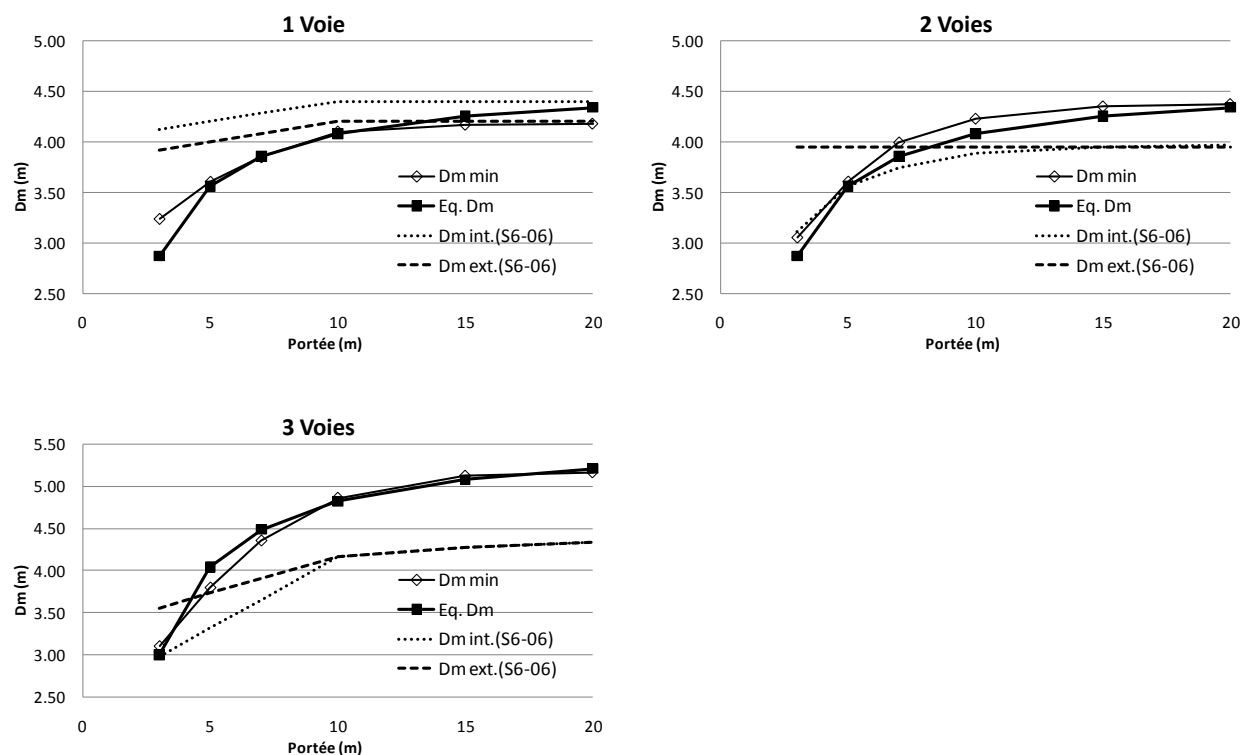 1 Voie
5.00
4.50
4.00
3.50
3.00
2.50
Dm (m)
0 5 10 15 20
Portée (m)
Dm min
Eq. Dm
Dm int.(S6-06)
Dm ext.(S6-06)
2 Voies
5.00
4.50
4.00
3.50
3.00
2.50
Dm (m)
0 5 10 15 20
Portée (m)
Dm min
Eq. Dm
Dm int.(S6-06)
Dm ext.(S6-06)
3 Voies
5.50
5.00
4.50
4.00
3.50
3.00
2.50
Dm (m)
0 5 10 15 20
Portée (m)
Dm min
Eq. Dm
Dm int.(S6-06)
Dm ext.(S6-06)